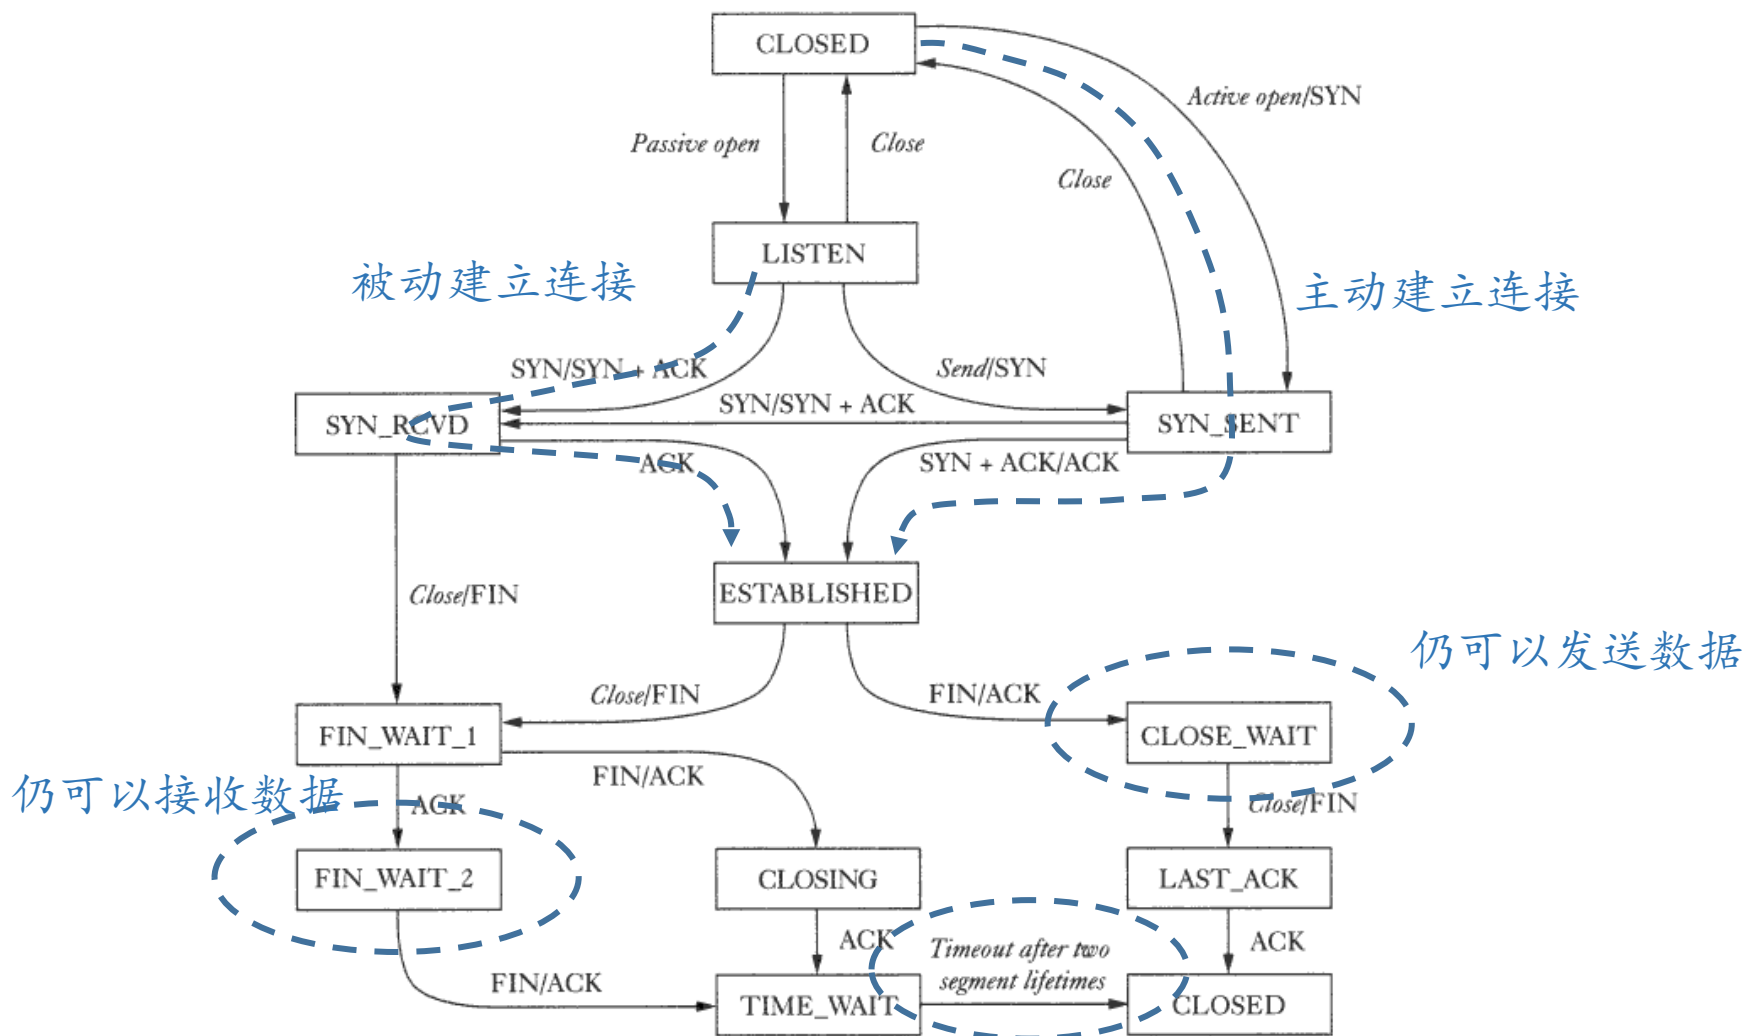 CLOSED
Active open/SYN
Passive open
Close
Close
LISTEN
被动建立连接
主动建立连接
SYN/SYN + ACK
Send/SYN
SYN/SYN + ACK
SYN_RCVD
SYN_SENT
ACK
SYN + ACK/ACK
ESTABLISHED
Close/FIN
仍可以发送数据
Close/FIN
FIN/ACK
FIN_WAIT_1
CLOSE_WAIT
FIN/ACK
仍可以接收数据
ACK
Close/FIN
FIN_WAIT_2
CLOSING
LAST_ACK
ACK
Timeout after two
segment lifetimes
ACK
FIN/ACK
TIME_WAIT
CLOSED